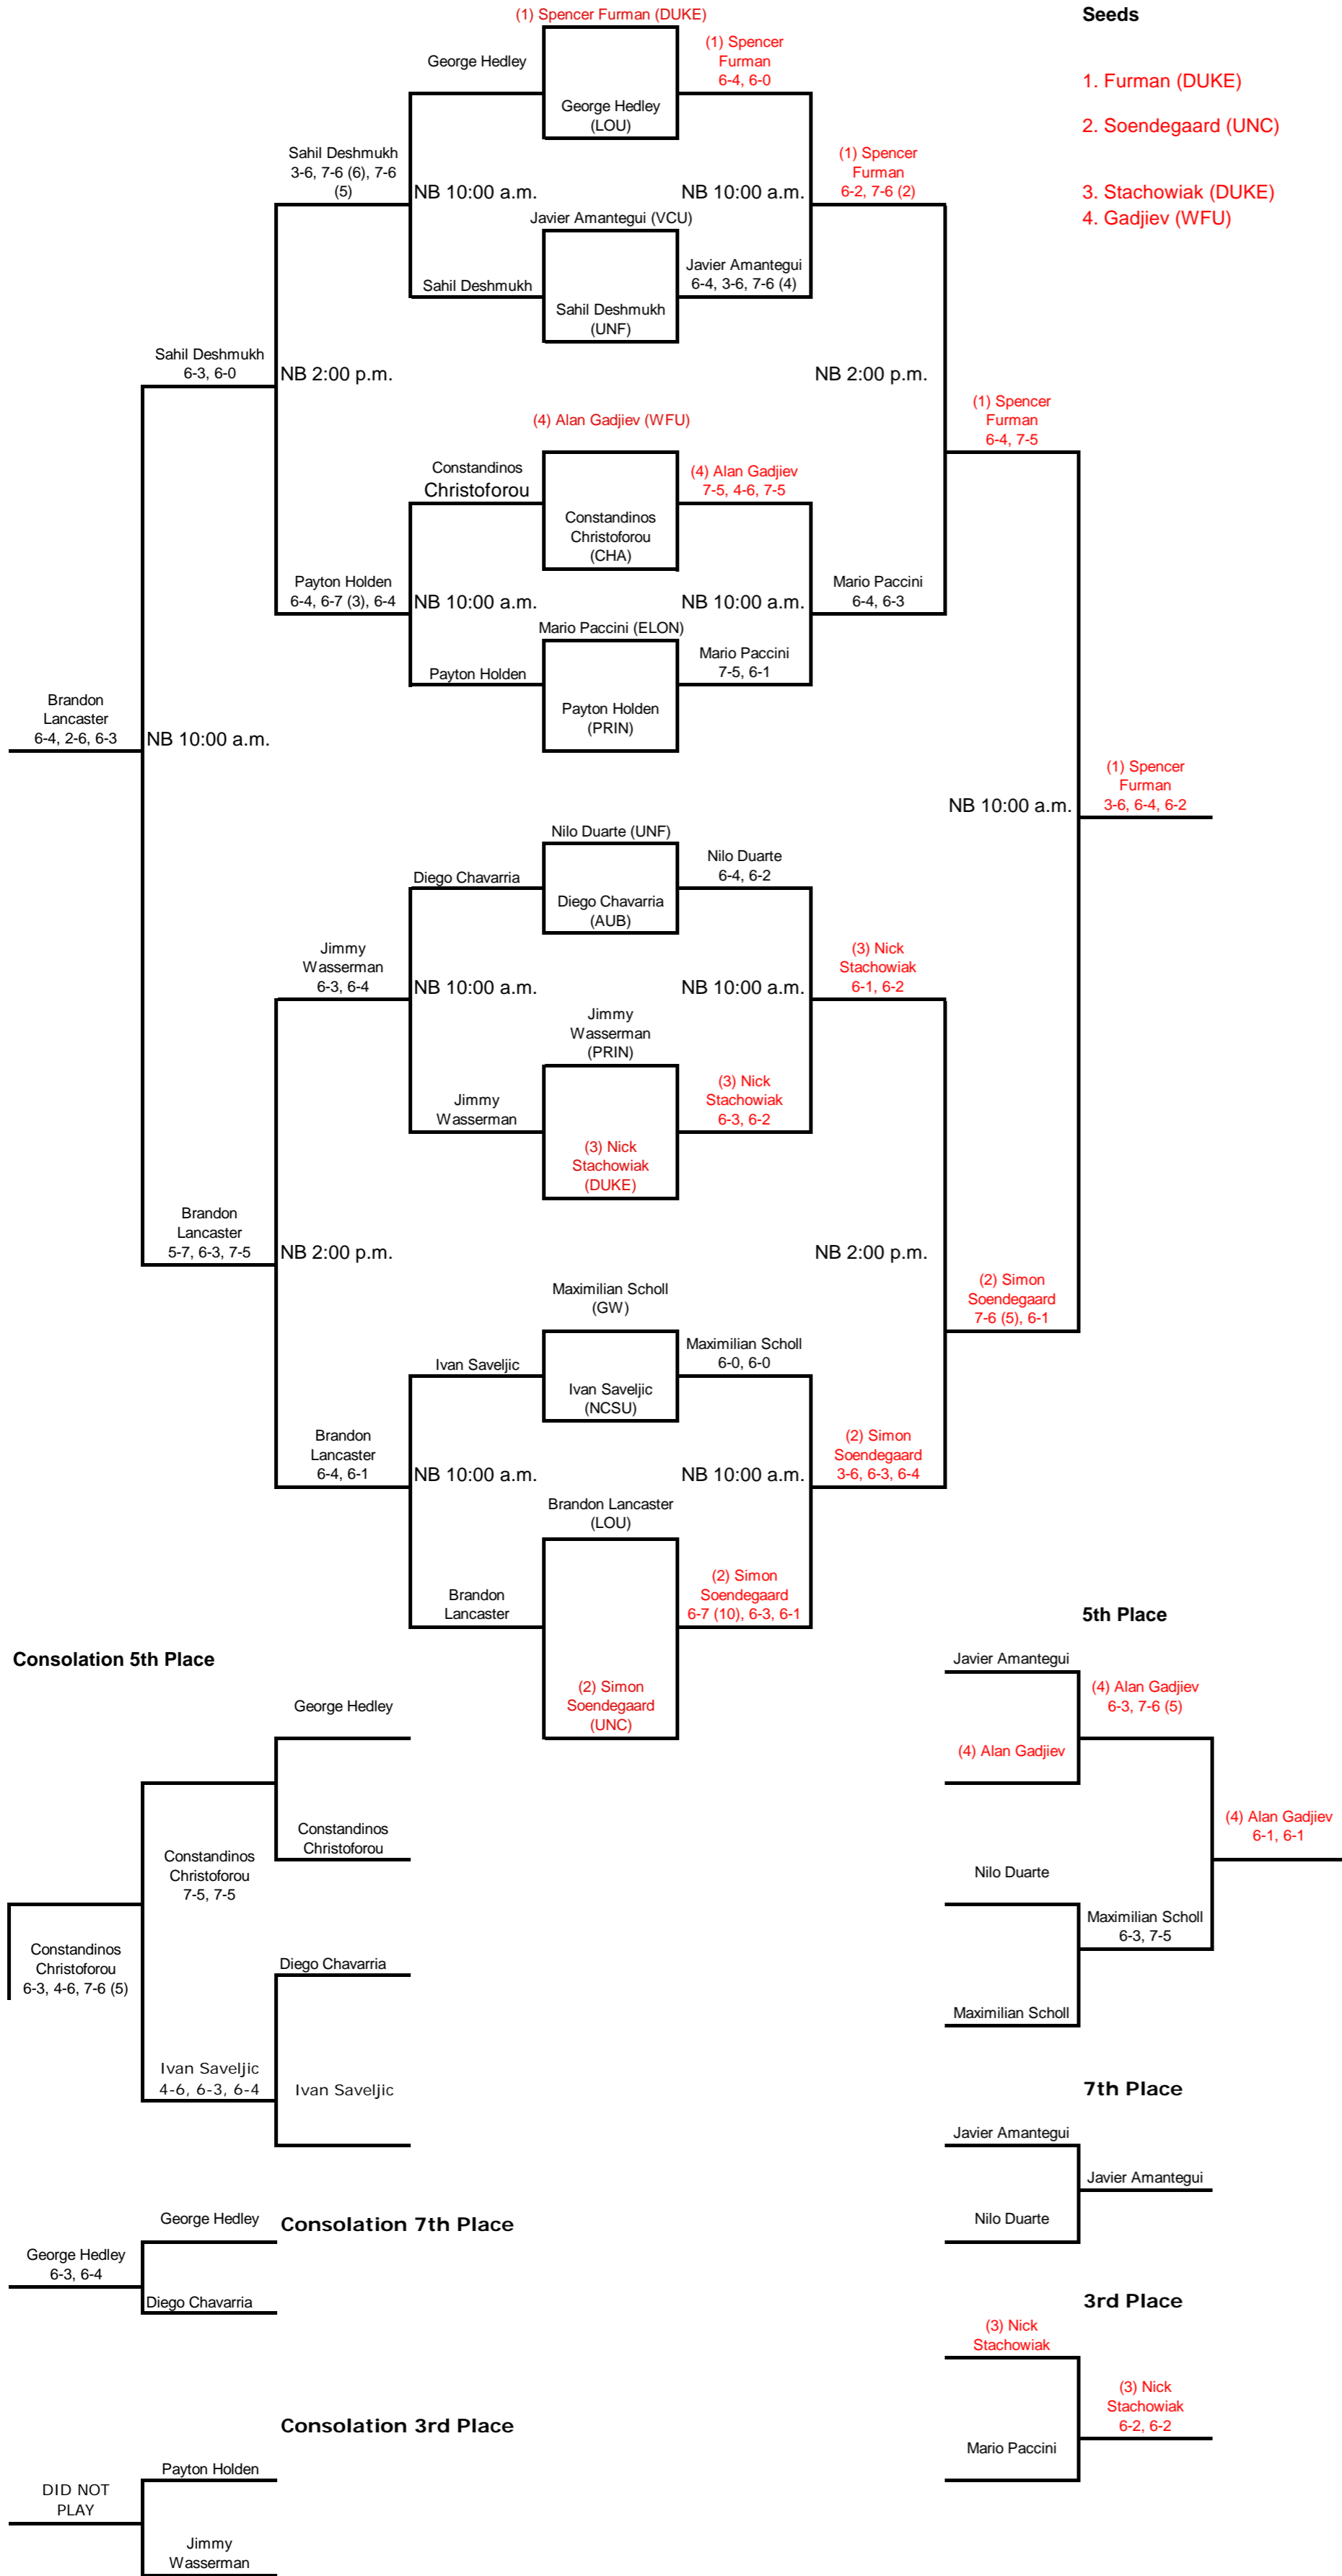 (1) Spencer Furman (DUKE)
Seeds
George Hedley
(1) Spencer
Furman
6-4, 6-0
1. Furman (DUKE)
George Hedley
(LOU)
2. Soendegaard (UNC)
Sahil Deshmukh
3-6, 7-6 (6), 7-6
(5)
(1) Spencer
Furman
6-2, 7-6 (2)
NB 10:00 a.m.
NB 10:00 a.m.
3. Stachowiak (DUKE)
4. Gadjiev (WFU)
Javier Amantegui (VCU)
Sahil Deshmukh
Javier Amantegui
6-4, 3-6, 7-6 (4)
Sahil Deshmukh
(UNF)
Sahil Deshmukh
6-3, 6-0
NB 2:00 p.m.
NB 2:00 p.m.
(4) Alan Gadjiev (WFU)
(1) Spencer
Furman
6-4, 7-5
Constandinos
Christoforou
(4) Alan Gadjiev
7-5, 4-6, 7-5
Constandinos
Christoforou
(CHA)
Payton Holden
6-4, 6-7 (3), 6-4
NB 10:00 a.m.
NB 10:00 a.m.
Mario Paccini
6-4, 6-3
Mario Paccini (ELON)
Payton Holden
Mario Paccini
7-5, 6-1
Payton Holden
(PRIN)
Brandon
Lancaster
6-4, 2-6, 6-3
NB 10:00 a.m.
(1) Spencer
Furman
3-6, 6-4, 6-2
NB 10:00 a.m.
Nilo Duarte (UNF)
Diego Chavarria
Nilo Duarte
6-4, 6-2
Diego Chavarria
(AUB)
Jimmy
Wasserman
6-3, 6-4
(3) Nick
Stachowiak
6-1, 6-2
NB 10:00 a.m.
NB 10:00 a.m.
Jimmy
Wasserman
(PRIN)
Jimmy
Wasserman
(3) Nick
Stachowiak
6-3, 6-2
(3) Nick
Stachowiak
(DUKE)
Brandon
Lancaster
5-7, 6-3, 7-5
NB 2:00 p.m.
NB 2:00 p.m.
Maximilian Scholl
(GW)
(2) Simon
Soendegaard
7-6 (5), 6-1
Ivan Saveljic
Maximilian Scholl
6-0, 6-0
Ivan Saveljic
(NCSU)
Brandon
Lancaster
6-4, 6-1
(2) Simon
Soendegaard
3-6, 6-3, 6-4
NB 10:00 a.m.
NB 10:00 a.m.
Brandon Lancaster
(LOU)
Brandon
Lancaster
(2) Simon
Soendegaard
6-7 (10), 6-3, 6-1
(2) Simon
Soendegaard
(UNC)
5th Place
Consolation 5th Place
Javier Amantegui
(4) Alan Gadjiev
6-3, 7-6 (5)
George Hedley
(4) Alan Gadjiev
Constandinos
Christoforou
(4) Alan Gadjiev
6-1, 6-1
Constandinos
Christoforou
7-5, 7-5
Nilo Duarte
Maximilian Scholl
6-3, 7-5
Constandinos
Christoforou
6-3, 4-6, 7-6 (5)
Diego Chavarria
Maximilian Scholl
Ivan Saveljic
4-6, 6-3, 6-4
Ivan Saveljic
7th Place
Javier Amantegui
Javier Amantegui
Nilo Duarte
George Hedley
Consolation 7th Place
George Hedley
6-3, 6-4
Diego Chavarria
3rd Place
(3) Nick
Stachowiak
(3) Nick
Stachowiak
6-2, 6-2
Mario Paccini
Consolation 3rd Place
Payton Holden
DID NOT
PLAY
Jimmy
Wasserman